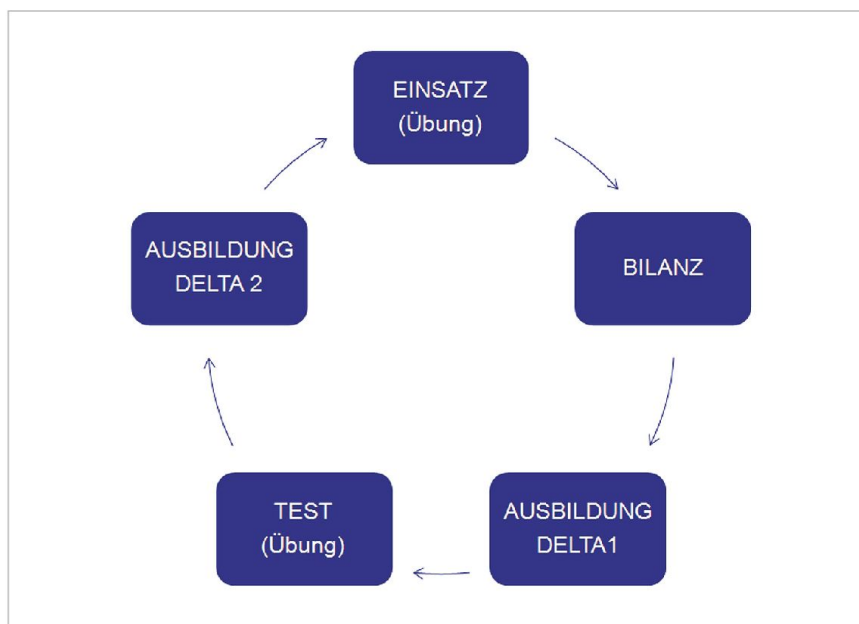 EINSATZ
(Übung)
BILANZ
AUSBILDUNG
DELTA1
TEST
(Übung)
AUSBILDUNG
DELTA 2